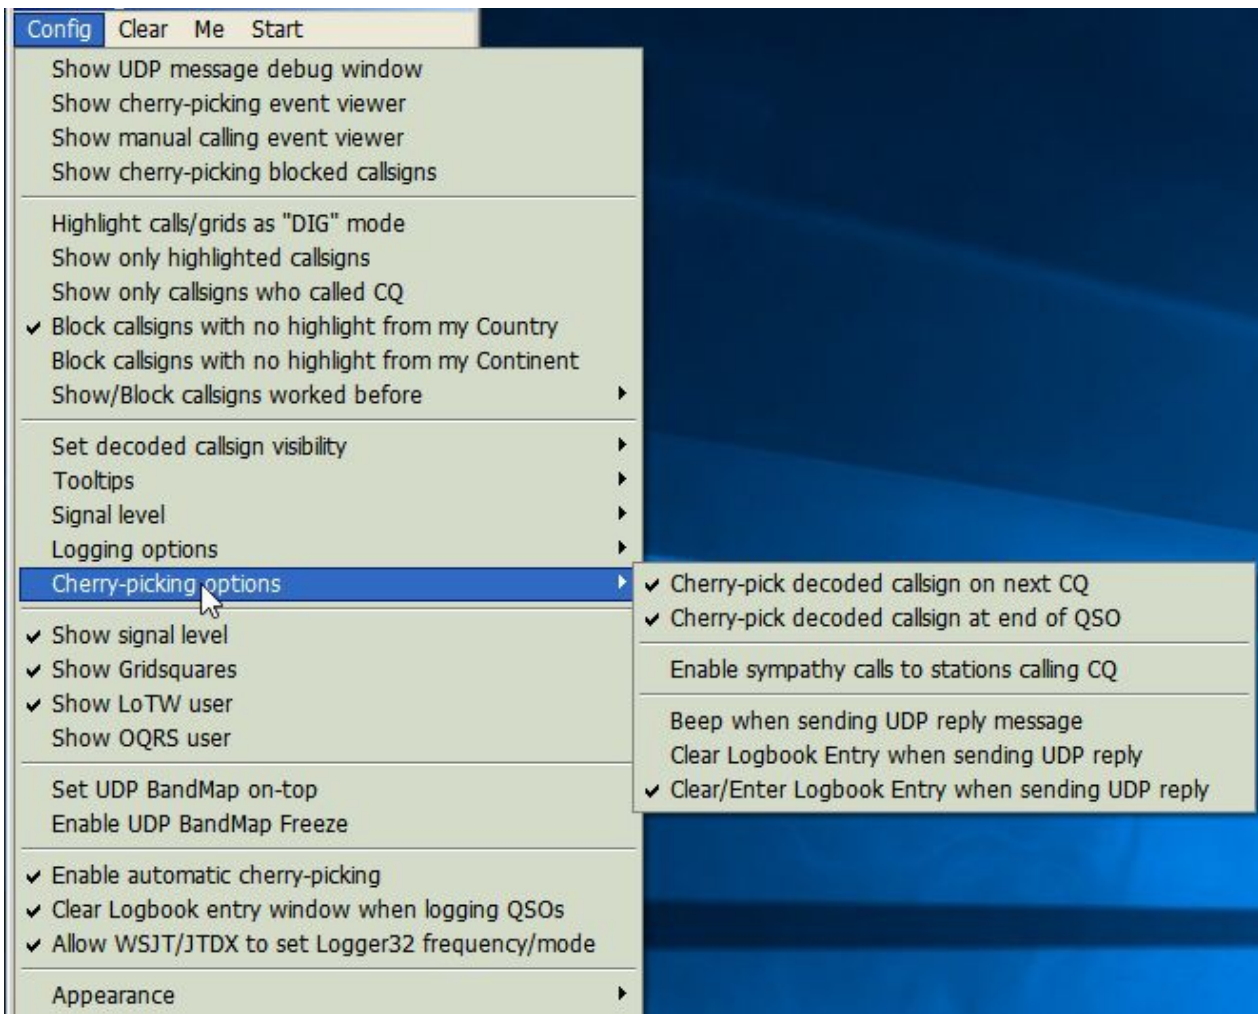 Config Clear Me Start
Show UDP message debug window
Show cherry-picking event viewer
Show manual calling event viewer
Show cherry-picking blocked callsigns
Highlight calls/grids as "DIG" mode
Show only highlighted callsigns
Show only callsigns who called CQ
Block callsigns with no highlight from my Country
Block callsigns with no highlight from my Continent
Show/Block callsigns worked before
Set decoded callsign visibility
Tooltips
Signal level
Logging options
Cherry-picking options
Show signal level
Show Gridsquares
Show LoTW user
Show OQRS user
Set UDP BandMap on-top
Enable UDP BandMap Freeze
Enable automatic cherry-picking
Clear Logbook entry window when logging QSOs
Allow WSJT/JTDX to set Logger32 frequency/mode
Appearance
Cherry-pick decoded callsign on next CQ
Cherry-pick decoded callsign at end of QSO
Enable sympathy calls to stations calling CQ
Beep when sending UDP reply message
Clear Logbook Entry when sending UDP reply
Clear/Enter Logbook Entry when sending UDP reply